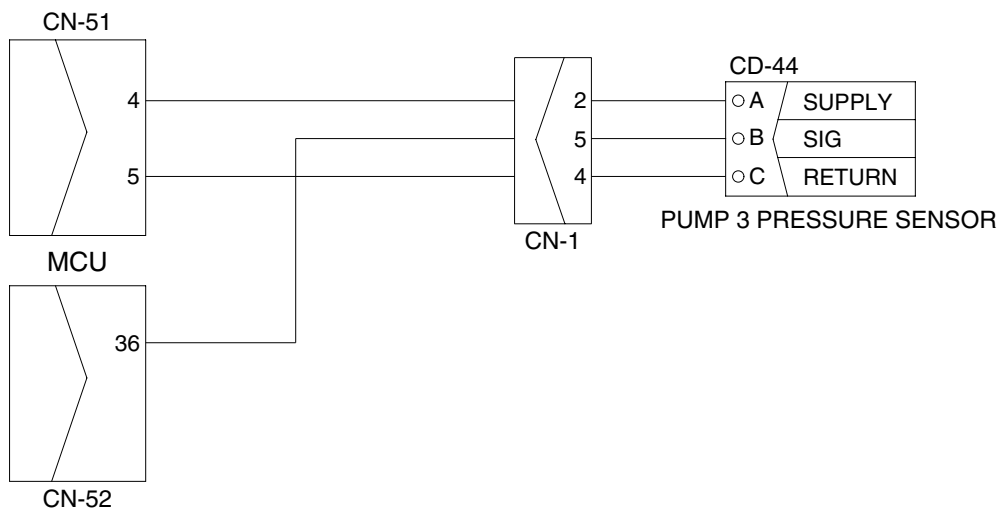 CN-51
CD-44
4
2
A SUPPLY
5
B SIG
5
4
C RETURN
CN-1
PUMP 3 PRESSURE SENSOR
MCU
36
CN-52